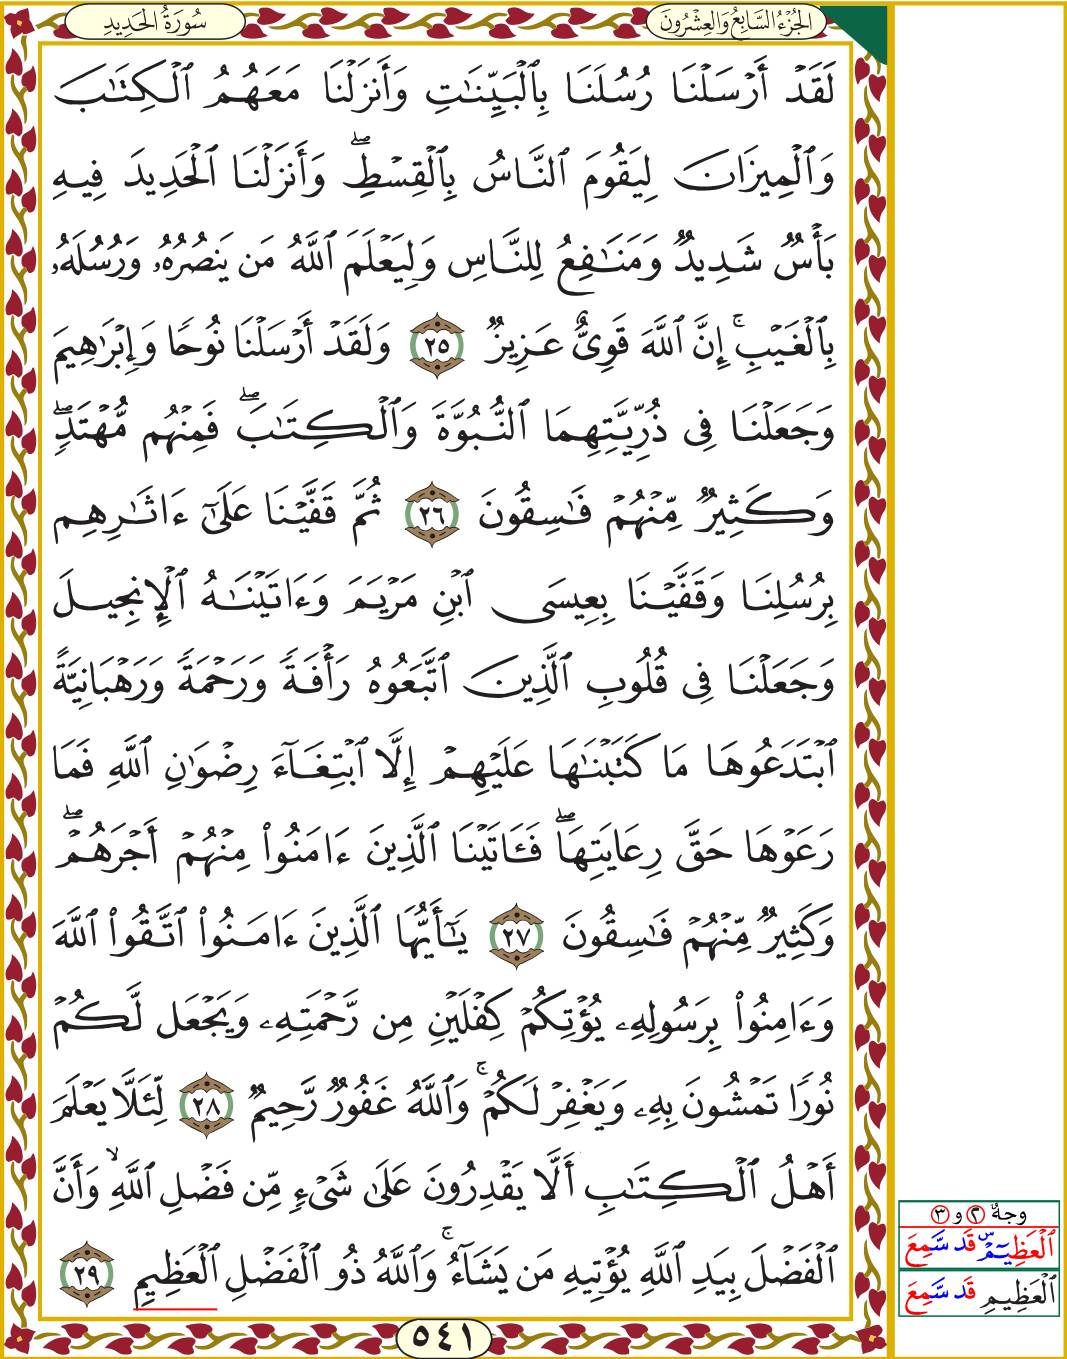 الجُزْءُ السَّابِعُ وَالعِشْرُونَ
سُورَةُ الحَدِيدِ
لَقَدْ أَرْسَلْنَا رُسُلَنَا بِٱلْبَيِّنَٰتِ وَأَنزَلْنَا مَعَهُمُ ٱلْكِتَٰبَ
وَٱلْمِيزَانَ لِيَقُومَ ٱلنَّاسُ بِٱلْقِسْطِۖ وَأَنزَلْنَا ٱلْحَدِيدَ فِيهِ
بَأْسٌ شَدِيدٌ وَمَنَٰفِعُ لِلنَّاسِ وَلِيَعْلَمَ ٱللَّهُ مَن يَنصُرُهُۥ وَرُسُلَهُۥ
بِٱلْغَيْبِۚ إِنَّ ٱللَّهَ قَوِىٌّ عَزِيزٌ ٢٥ وَلَقَدْ أَرْسَلْنَا نُوحًا وَإِبْرَٰهِيمَ
وَجَعَلْنَا فِى ذُرِّيَّتِهِمَا ٱلنُّبُوَّةَ وَٱلْكِتَٰبَۖ فَمِنْهُم مُّهْتَدٍۖ
وَكَثِيرٌ مِّنْهُمْ فَٰسِقُونَ ٢٦ ثُمَّ قَفَّيْنَا عَلَىٰٓ ءَاثَٰرِهِم
بِرُسُلِنَا وَقَفَّيْنَا بِعِيسَى ٱبْنِ مَرْيَمَ وَءَاتَيْنَٰهُ ٱلْإِنجِيلَ
وَجَعَلْنَا فِى قُلُوبِ ٱلَّذِينَ ٱتَّبَعُوهُ رَأْفَةً وَرَحْمَةً وَرَهْبَانِيَّةً
ٱبْتَدَعُوهَا مَا كَتَبْنَٰهَا عَلَيْهِمْ إِلَّا ٱبْتِغَآءَ رِضْوَٰنِ ٱللَّهِ فَمَا
رَعَوْهَا حَقَّ رِعَايَتِهَاۖ فَـَٔاتَيْنَا ٱلَّذِينَ ءَامَنُوا۟ مِنْهُمْ أَجْرَهُمْۖ
وَكَثِيرٌ مِّنْهُمْ فَٰسِقُونَ ٢٧ يَٰٓأَيُّهَا ٱلَّذِينَ ءَامَنُوا۟ ٱتَّقُوا۟ ٱللَّهَ
وَءَامِنُوا۟ بِرَسُولِهِۦ يُؤْتِكُمْ كِفْلَيْنِ مِن رَّحْمَتِهِۦ وَيَجْعَل لَّكُمْ
نُورًا تَمْشُونَ بِهِۦ وَيَغْفِرْ لَكُمْۚ وَٱللَّهُ غَفُورٌ رَّحِيمٌ ٢٨ لِّئَلَّا يَعْلَمَ
أَهْلُ ٱلْكِتَٰبِ أَلَّا يَقْدِرُونَ عَلَىٰ شَىْءٍ مِّن فَضْلِ ٱللَّهِۙ وَأَنَّ
ٱلْفَضْلَ بِيَدِ ٱللَّهِ يُؤْتِيهِ مَن يَشَآءُۚ وَٱللَّهُ ذُو ٱلْفَضْلِ ٱلْعَظِيمِ ٢٩
وجهُ ٢ و ٣
ٱلْعَظِيمِٓ س قَد سَّمِعَ
ٱلْعَظِيمِ قَد سَّمِعَ
٥٤١